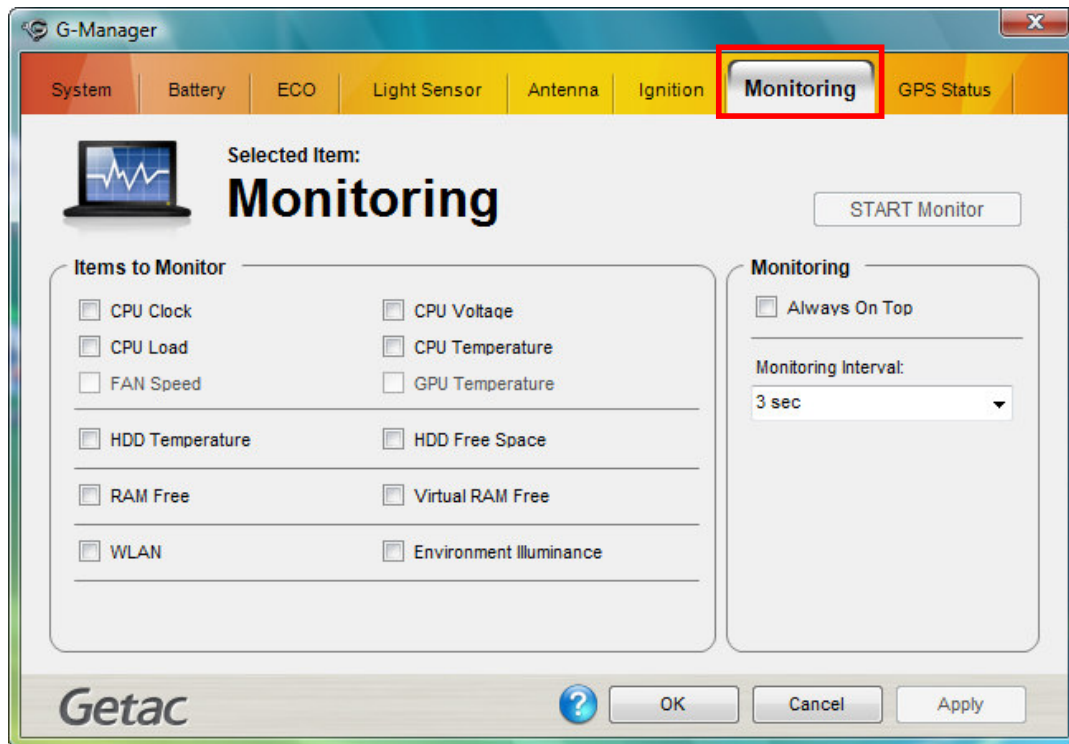 G-Manager
X
System Battery ECO Light Sensor Antenna Ignition Monitoring GPS Status
Selected Item:
Monitoring
START Monitor
Items to Monitor
CPU Clock CPU Voltage
CPU Load CPU Temperature
FAN Speed GPU Temperature
HDD Temperature HDD Free Space
RAM Free Virtual RAM Free
WLAN Environment Illuminance
Monitoring
Always On Top
Monitoring Interval:
3 sec
Getac
? OK Cancel Apply